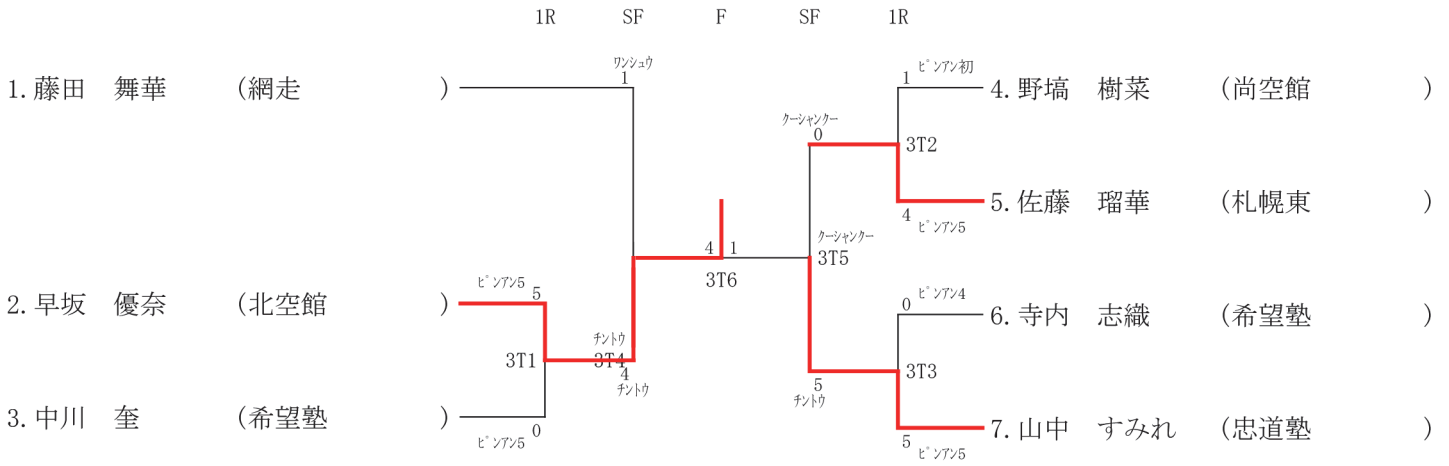 1R SF F SF 1R
ワンシュウ
1
1 ピンアン初
1.藤田 舞華 (網走 )
4.野塙 樹菜 (尚空館 )
クーシャンクー
0
3T2
5.佐藤 瑠華 (札幌東 )
4 ピンアン5
クーシャンクー
4 1
3T5
3T6
ピンアン5 5
2.早坂 優奈 (北空館 )
0 ピンアン4
6.寺内 志織 (希望塾 )
チントウ
3T1 3T4
4
チントウ
3T3
5
チントウ
3.中川 奎 (希望塾 )
ピンアン5 0
7.山中 すみれ (忠道塾 )
5 ピンアン5